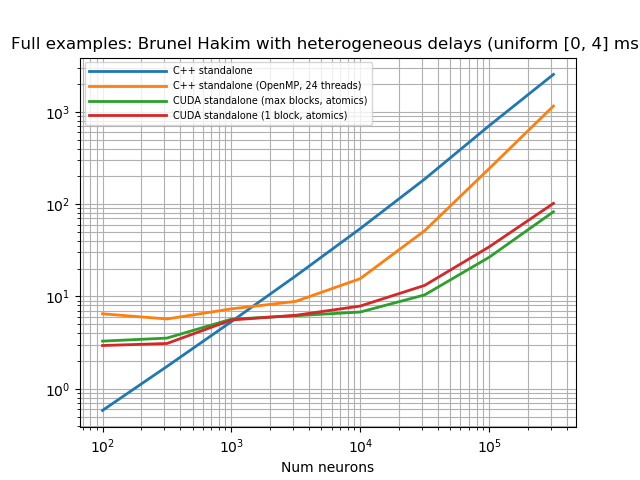 Full examples: Brunel Hakim with heterogeneous delays (uniform [0, 4] ms
C++ standalone
C++ standalone (OpenMP, 24 threads)
CUDA standalone (max blocks, atomics)
CUDA standalone (1 block, atomics)
10³
10²
10¹
10⁰
10² 10³ 10⁴ 10⁵
Num neurons